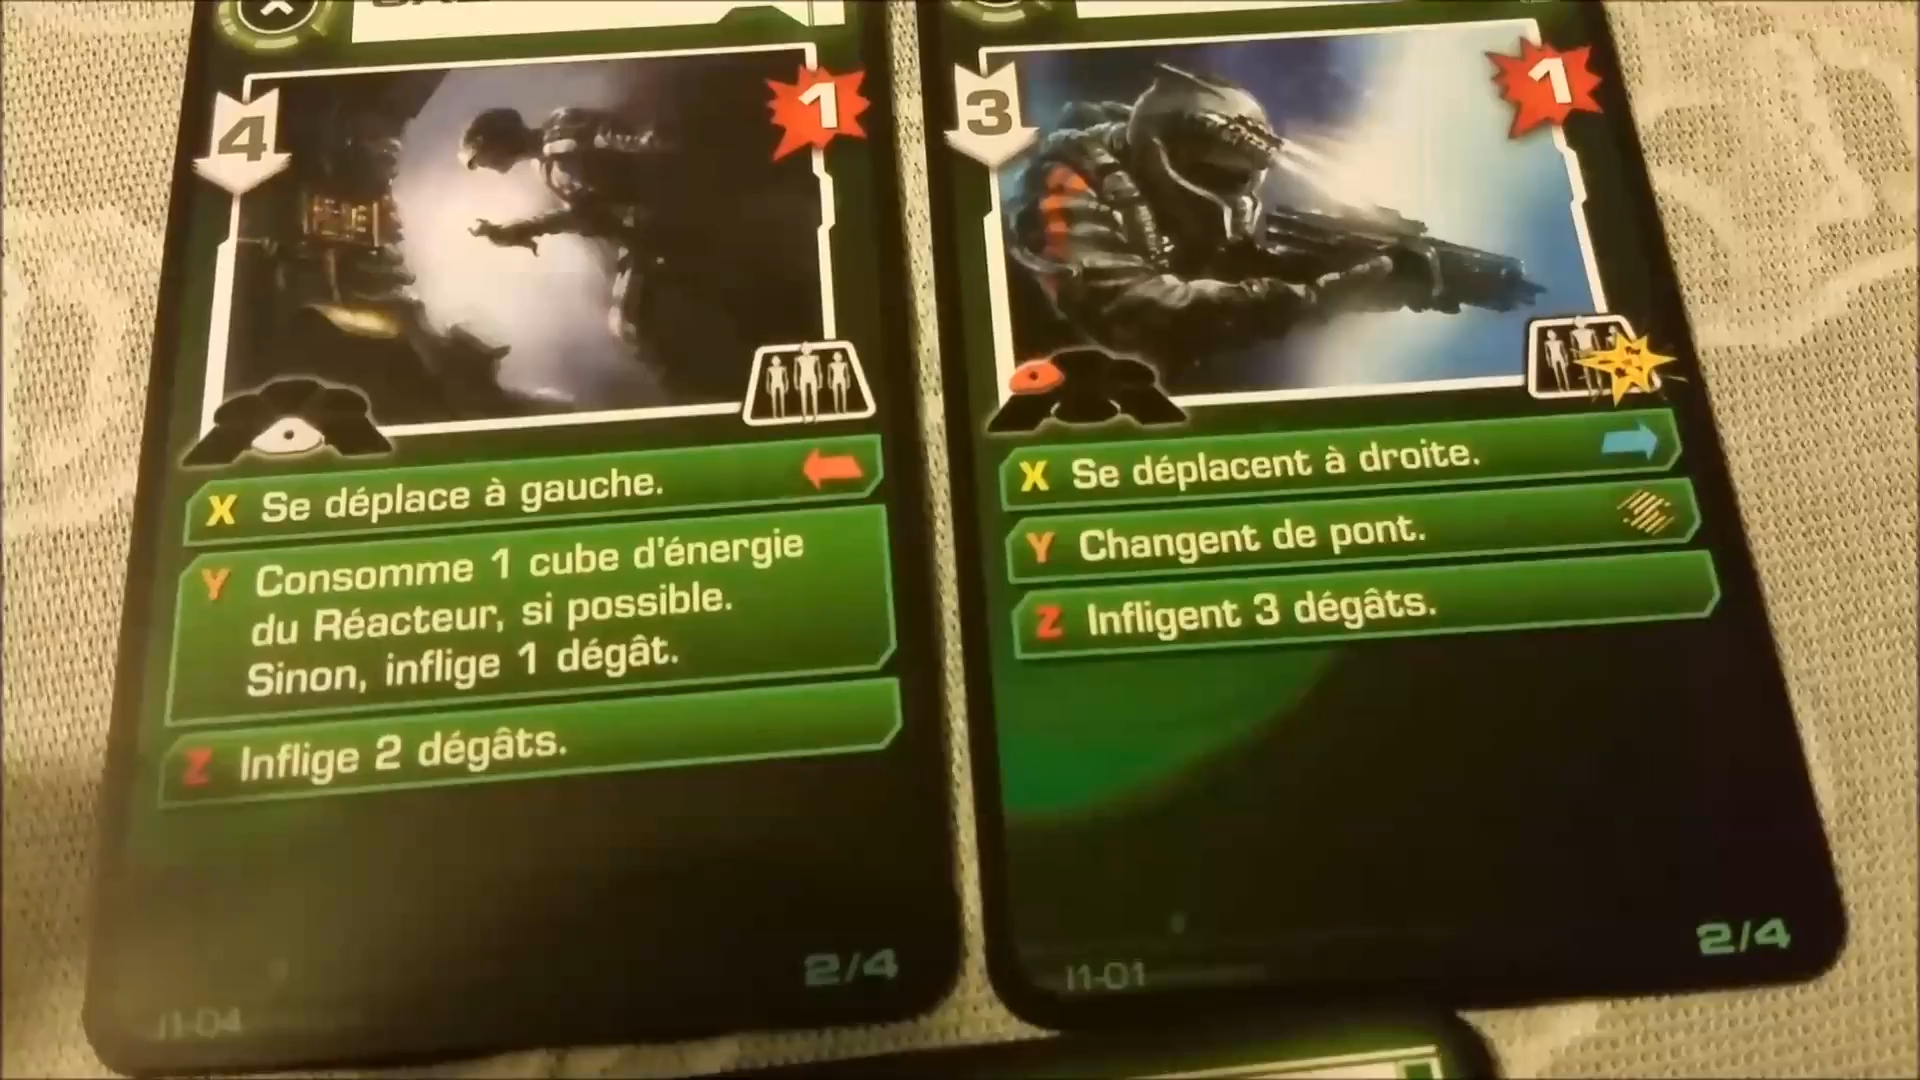 4
1
X Se déplace à gauche.
Y Consomme 1 cube d'énergie
du Réacteur, si possible.
Sinon, inflige 1 dégât.
Z Inflige 2 dégâts.
2/4
I1-04
3
1
X Se déplacent à droite.
Y Changent de pont.
Z Infligent 3 dégâts.
2/4
I1-01